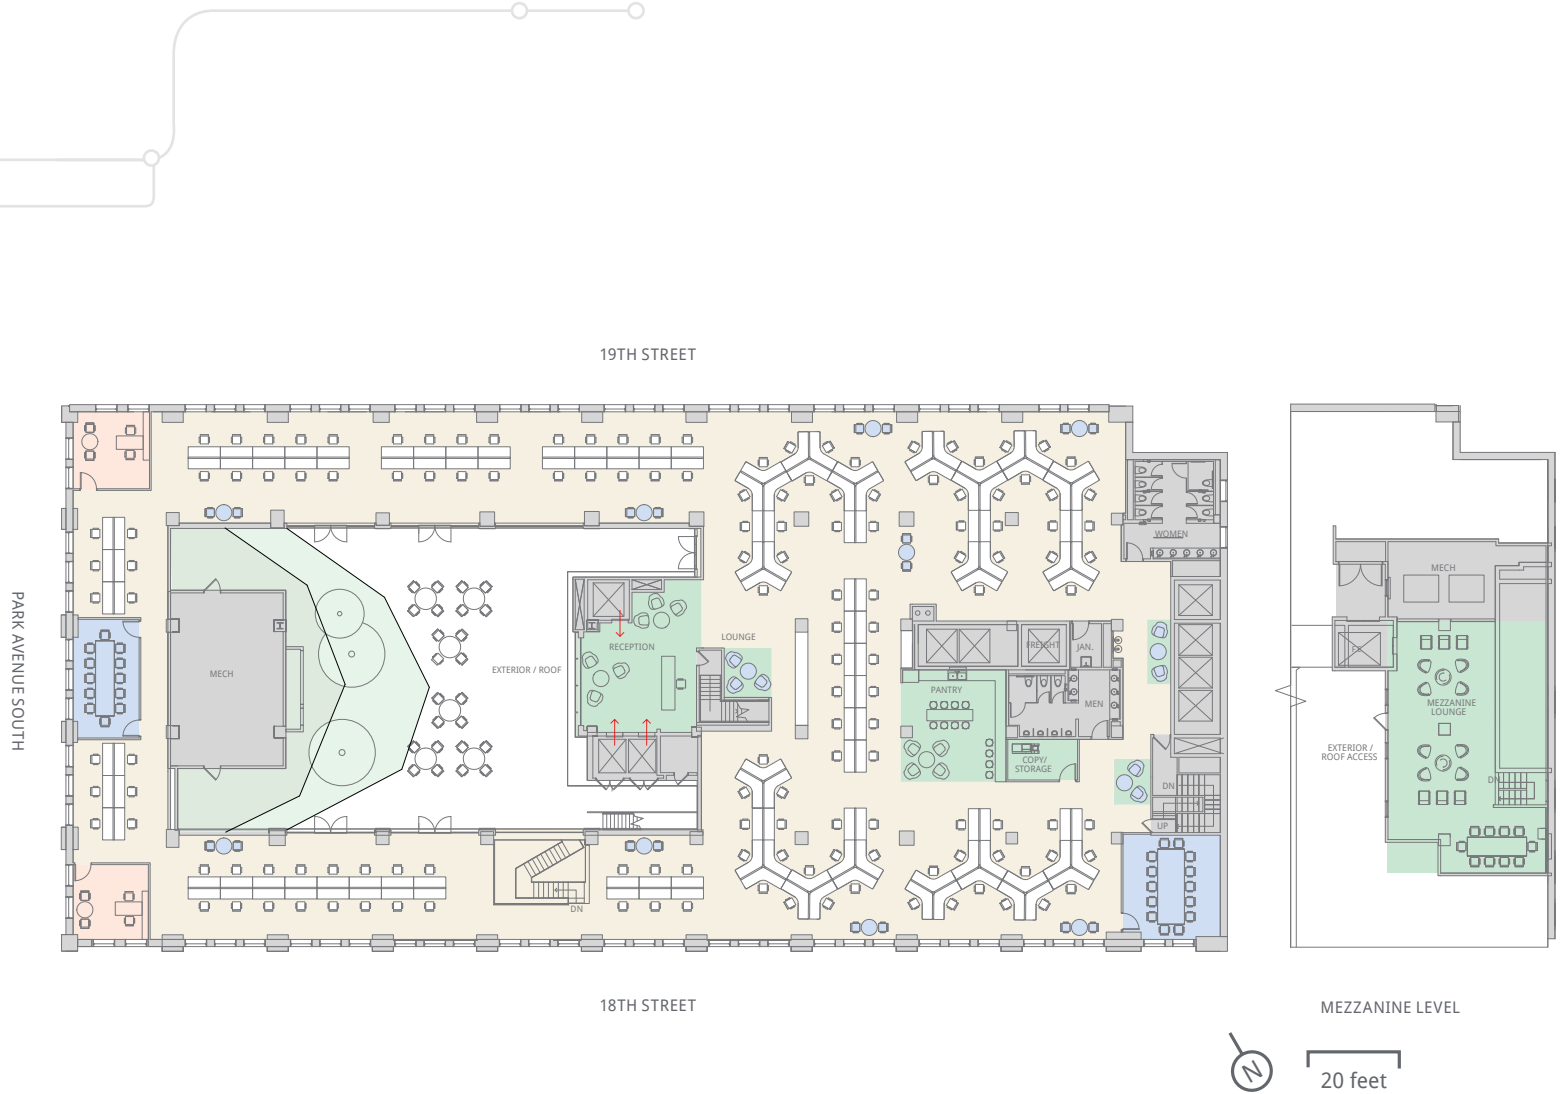 19TH STREET
PARK AVENUE SOUTH
MECH
EXTERIOR / ROOF
RECEPTION
LOUNGE
PANTRY
FREIGHT
JAN.
MEN
WOMEN
COPY/
STORAGE
DN
UP
DN
18TH STREET
MECH
MEZZANINE
LOUNGE
EXTERIOR /
ROOF ACCESS
DN
MEZZANINE LEVEL
N
20 feet